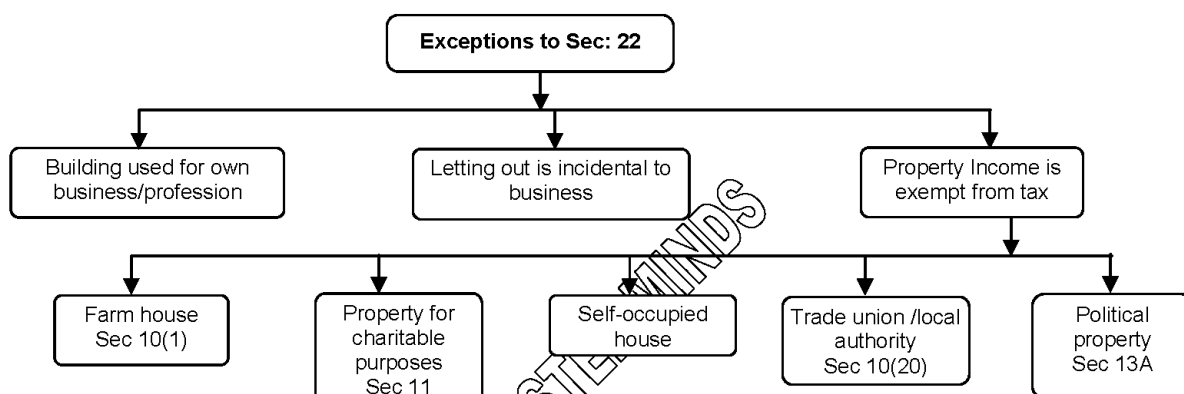 Exceptions to Sec: 22
Building used for own
business/profession
Letting out is incidental to
business
Property Income is
exempt from tax
Farm house
Sec 10(1)
Property for
charitable
purposes
Sec 11
Self-occupied
house
Trade union /local
authority
Sec 10(20)
Political
property
Sec 13A
STERMINDS